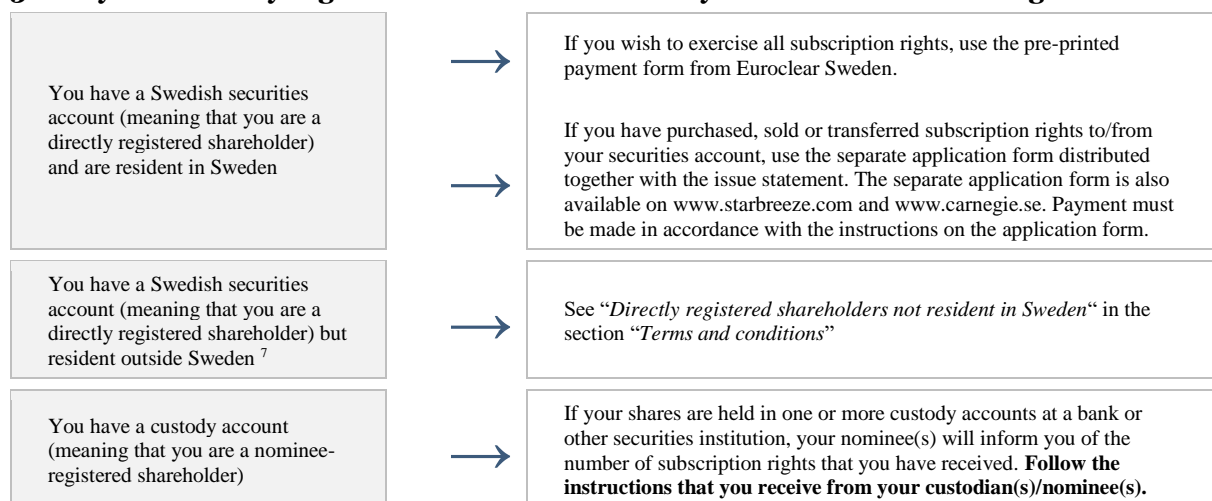 You have a Swedish securities
account (meaning that you are a
directly registered shareholder)
and are resident in Sweden
If you wish to exercise all subscription rights, use the pre-printed
payment form from Euroclear Sweden.
If you have purchased, sold or transferred subscription rights to/from
your securities account, use the separate application form distributed
together with the issue statement. The separate application form is also
available on www.starbreeze.com and www.carnegie.se. Payment must
be made in accordance with the instructions on the application form.
You have a Swedish securities
account (meaning that you are a
directly registered shareholder) but
resident outside Sweden 7
See “Directly registered shareholders not resident in Sweden“ in the
section “Terms and conditions”
You have a custody account
(meaning that you are a nominee-
registered shareholder)
If your shares are held in one or more custody accounts at a bank or
other securities institution, your nominee(s) will inform you of the
number of subscription rights that you have received. Follow the
instructions that you receive from your custodian(s)/nominee(s).